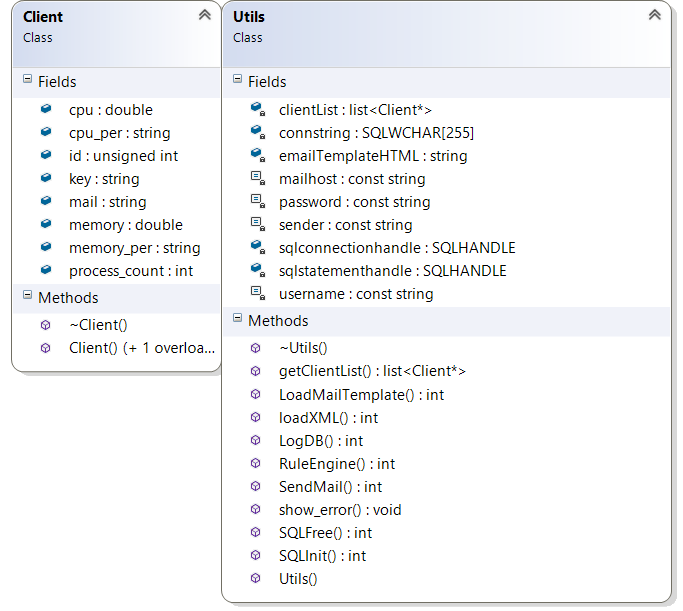 Client
Class
Fields
cpu : double
cpu_per : string
id : unsigned int
key : string
mail : string
memory : double
memory_per : string
process_count : int
Methods
~Client()
Client() (+ 1 overloa...
Utils
Class
Fields
clientList : list<Client*>
connstring : SQLWCHAR[255]
emailTemplateHTML : string
mailhost : const string
password : const string
sender : const string
sqlconnectionhandle : SQLHANDLE
sqlstatementhandle : SQLHANDLE
username : const string
Methods
~Utils()
getClientList() : list<Client*>
LoadMailTemplate() : int
loadXML() : int
LogDB() : int
RuleEngine() : int
SendMail() : int
show_error() : void
SQLFree() : int
SQLInit() : int
Utils()